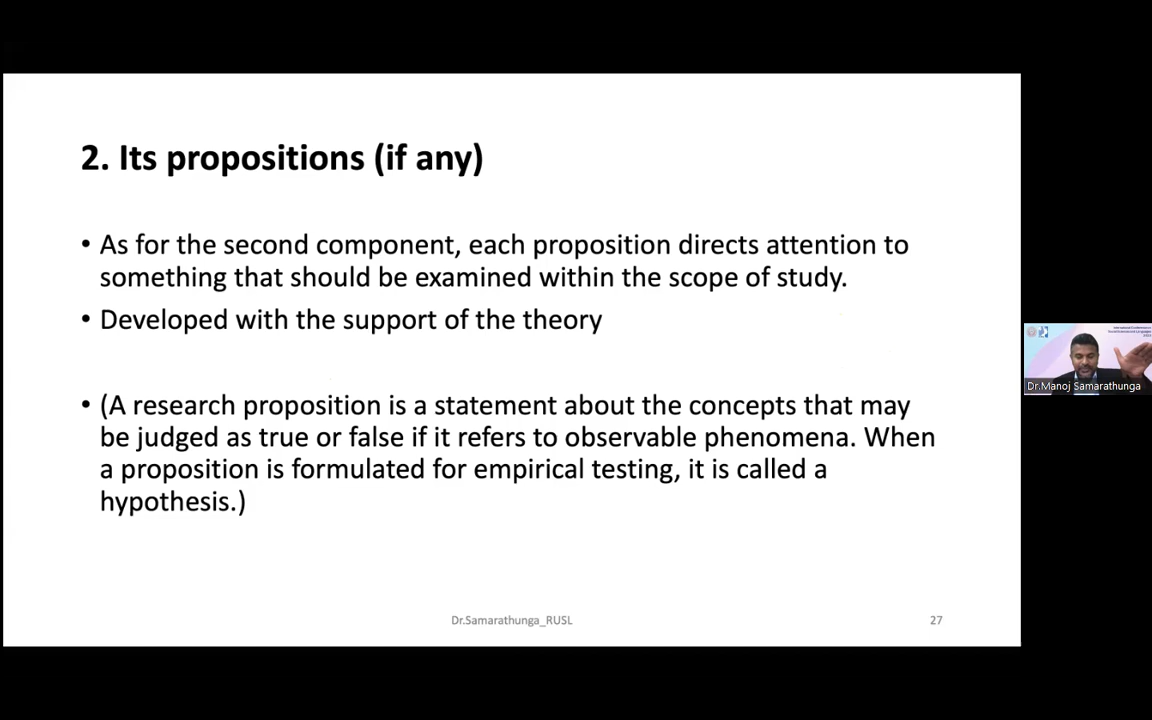 2. Its propositions (if any)
• As for the second component, each proposition directs attention to
something that should be examined within the scope of study.
• Developed with the support of the theory
• (A research proposition is a statement about the concepts that may
be judged as true or false if it refers to observable phenomena. When
a proposition is formulated for empirical testing, it is called a
hypothesis.)
Dr.Samarathunga_RUSL
27
Dr.Manoj Samarathunga